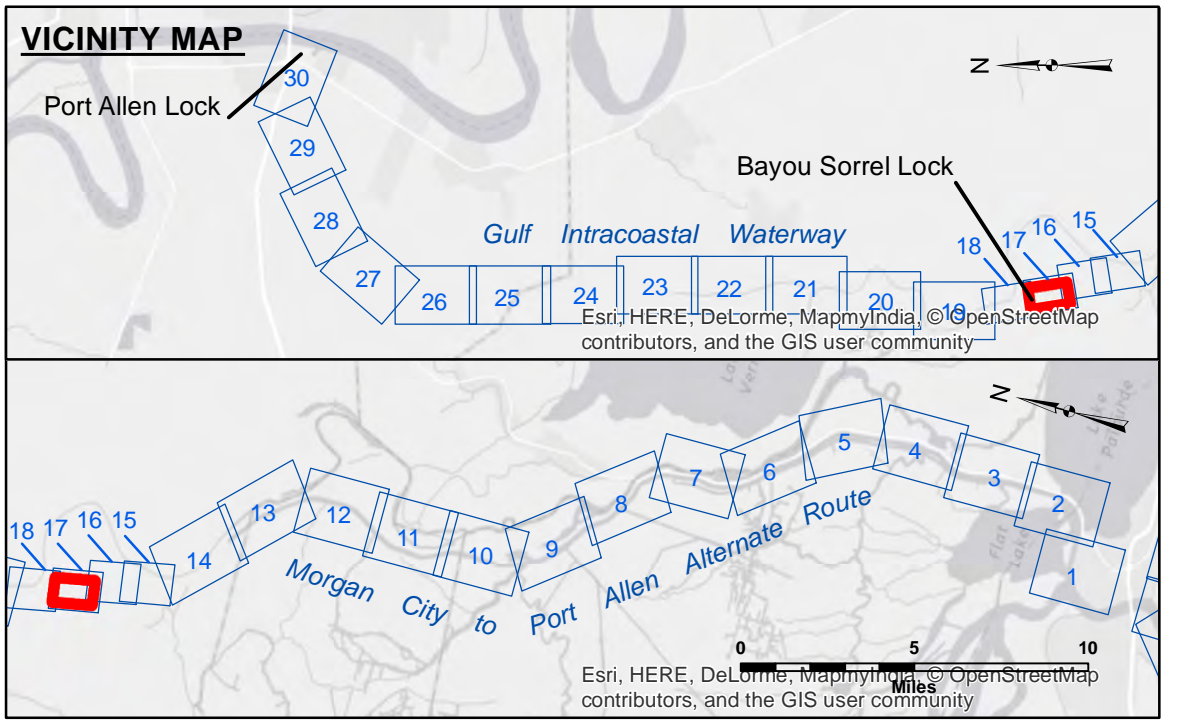 VICINITY MAP
N
30
Port Allen Lock
29
Bayou Sorrel Lock
28
Gulf Intracoastal Waterway
18
17
16
15
27
26
25
24
23
22
21
20
19
Esri, HERE, DeLorme, MapmyIndia, © OpenStreetMap
contributors, and the GIS user community
N
Lake
Palourde
5
4
3
2
1
7
6
8
9
10
11
12
13
14
18
17
16
15
Flat
Lake
Morgan City to Port Allen Alternate Route
0
5
10
Miles
Esri, HERE, DeLorme, MapmyIndia, © OpenStreetMap
contributors, and the GIS user community